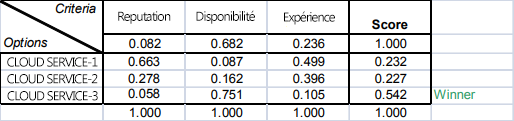 Criteria
Reputation Disponibilité Expérience Score
Options 0.082 0.682 0.236 1.000
CLOUD SERVICE-1 0.663 0.087 0.499 0.232
CLOUD SERVICE-2 0.278 0.162 0.396 0.227
CLOUD SERVICE-3 0.058 0.751 0.105 0.542 Winner
1.000 1.000 1.000 1.000